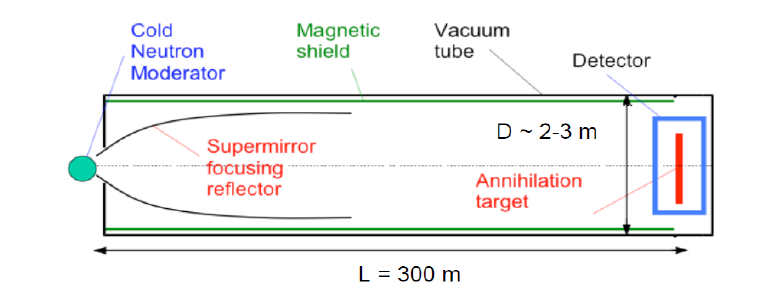 Cold
Neutron
Moderator
Magnetic
shield
Vacuum
tube
Detector
D ~ 2-3 m
Supermirror
focusing
reflector
Annihilation
target
L = 300 m